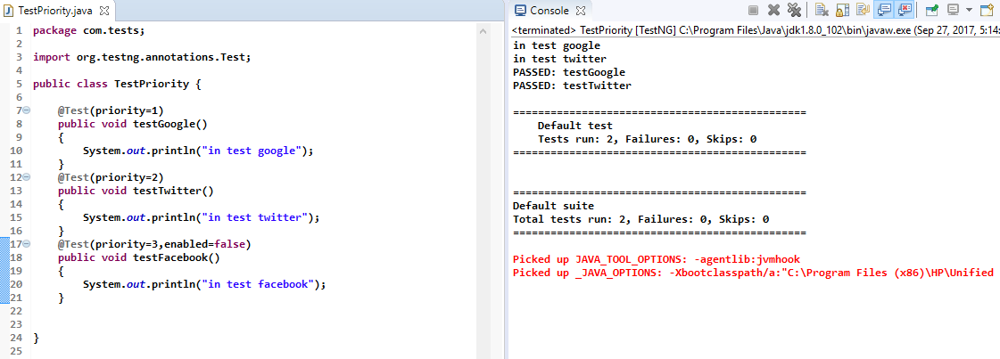 TestPriority.java
1 package com.tests;
2
3 import org.testng.annotations.Test;
4
5 public class TestPriority {
6
7     @Test(priority=1)
8     public void testGoogle()
9     {
10         System.out.println("in test google");
11     }
12     @Test(priority=2)
13     public void testTwitter()
14     {
15         System.out.println("in test twitter");
16     }
17     @Test(priority=3,enabled=false)
18     public void testFacebook()
19     {
20         System.out.println("in test facebook");
21     }
22
23
24 }
25
Console
<terminated> TestPriority [TestNG] C:\Program Files\Java\jdk1.8.0_102\bin\javaw.exe (Sep 27, 2017, 5:14:
in test google
in test twitter
PASSED: testGoogle
PASSED: testTwitter
===============================================
    Default test
    Tests run: 2, Failures: 0, Skips: 0
===============================================
===============================================
Default suite
Total tests run: 2, Failures: 0, Skips: 0
===============================================
Picked up JAVA_TOOL_OPTIONS: -agentlib:jvmhook
Picked up _JAVA_OPTIONS: -Xbootclasspath/a:"C:\Program Files (x86)\HP\Unified